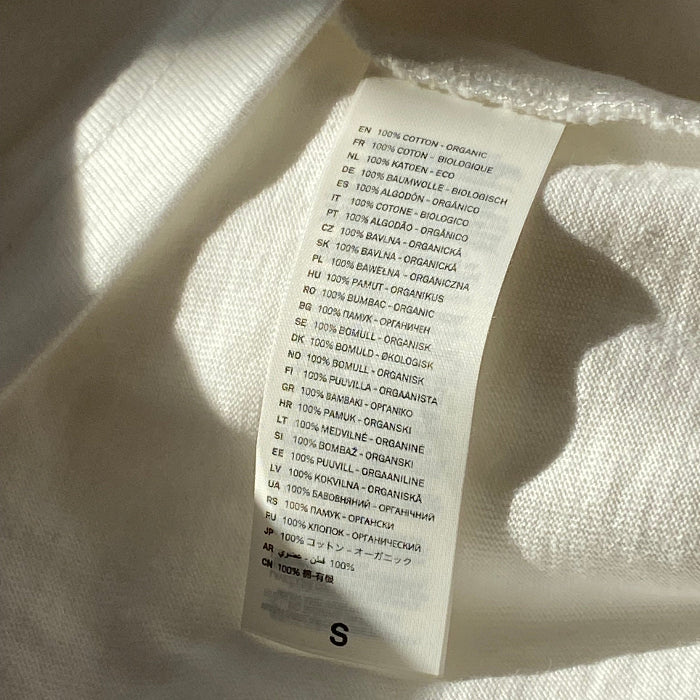 EN 100% COTTON - ORGANIC
FR 100% COTON - BIOLOGIQUE
NL 100% KATOEN - ECO
DE 100% BAUMWOLLE - BIOLOGISCH
ES 100% ALGODÓN - ORGÁNICO
IT 100% COTONE - BIOLOGICO
PT 100% ALGODÃO - ORGÂNICO
CZ 100% BAVLNA - ORGANICKÁ
SK 100% BAVLNA - ORGANICKÁ
PL 100% BAWEŁNA - ORGANICZNA
HU 100% PAMUT - ORGANIKUS
RO 100% BUMBAC - ORGANIC
BG 100% ПАМУК - ОРГАНИЧЕН
SE 100% BOMULL - ORGANISK
DK 100% BOMULD - ØKOLOGISK
NO 100% BOMULL - ORGANISK
FI 100% PUUVILLA - ORGAANISTA
GR 100% ΒΑΜΒΑΚΙ - ΟΡΓΑΝΙΚΟ
HR 100% PAMUK - ORGANSKI
LT 100% MEDVILNĖ - ORGANINĖ
SI 100% BOMBAŽ - ORGANSKI
EE 100% PUUVILL - ORGAANILINE
LV 100% KOKVILNA - ORGANISKĀ
UA 100% БАВОВНЯНИЙ - ОРГАНІЧНИЙ
RS 100% ПАМУК - ОРГАНСКИ
RU 100% ХЛОПОК - ОРГАНИЧЕСКИЙ
JP 100% コットン - オーガニック
AR 100% قطن - عضوي
CN 100% 棉-有机
S